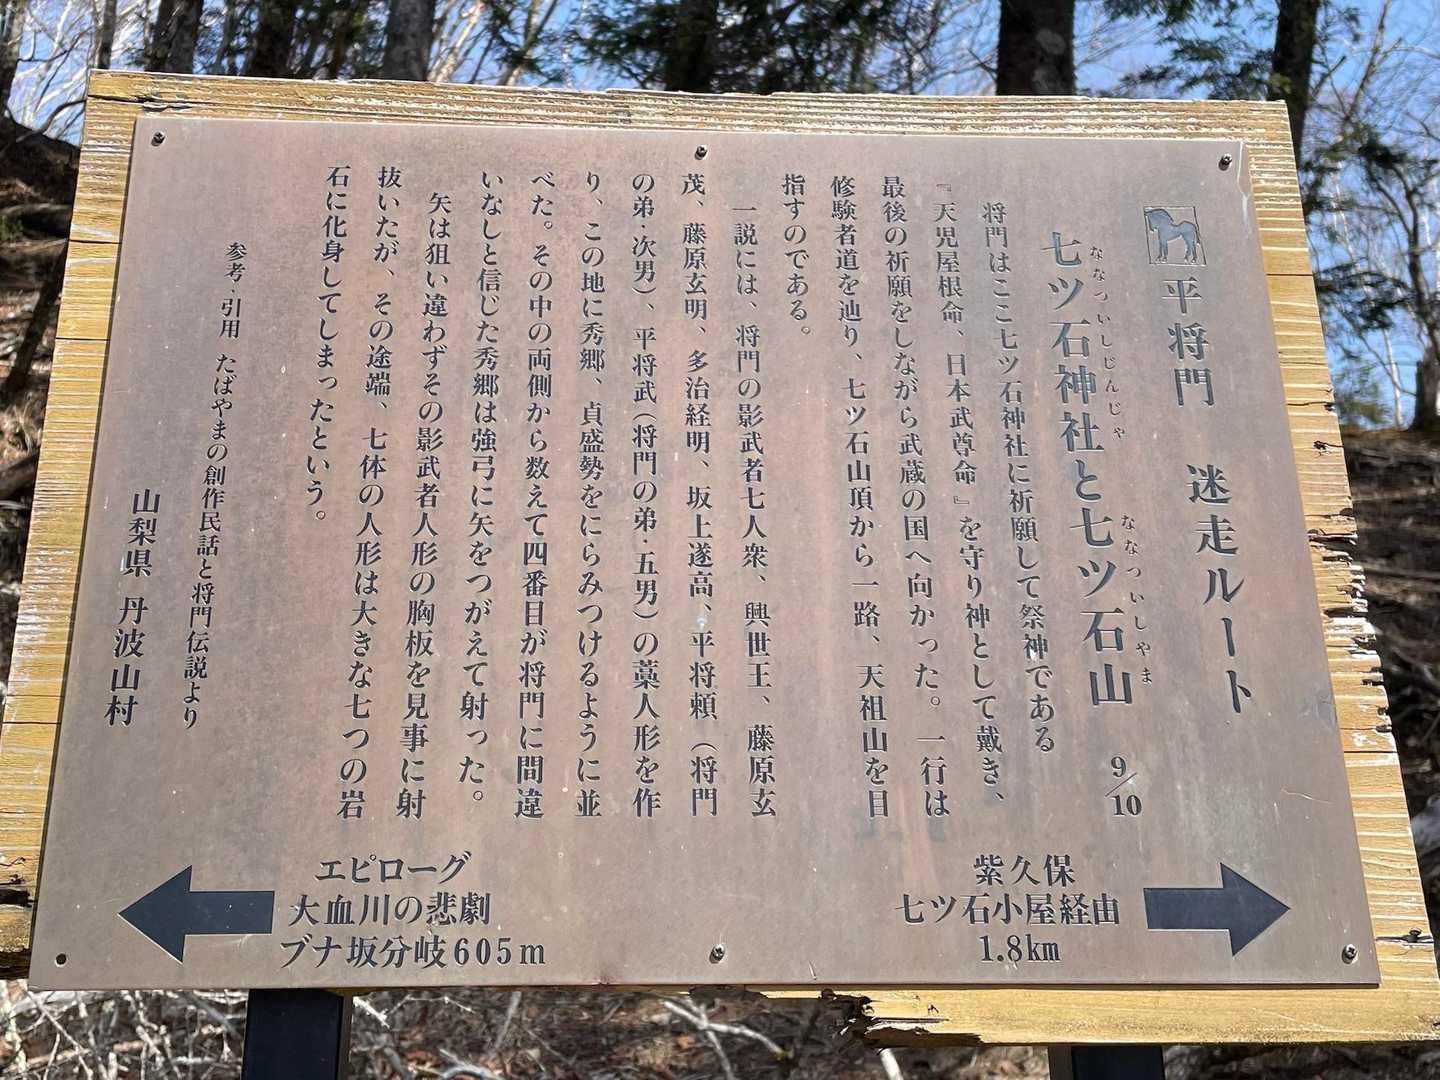 平将門 迷走ルート
七ツ石神社と七ツ石山 9/10
なないついしじんじゃ
なないついしやま
将門はここ七ツ石神社に祈願して祭神である
『天児屋根命、日本武尊命』を守り神として戴き、
最後の祈願をしながら武蔵の国へ向かった。一行は
修験者道を辿り、七ツ石山頂から一路、天祖山を目
指すのである。
一説には、将門の影武者七人衆、興世王、藤原玄
茂、藤原玄明、多治経明、坂上遂高、平将頼（将門
の弟・次男）、平将武（将門の弟・五男）の藁人形を作
り、この地に秀郷、貞盛勢をにらみつけるように並
べた。その中の両側から数えて四番目が将門に間違
いなしと信じた秀郷は強弓に矢をつがえて射った。
矢は狙い違わずその影武者人形の胸板を見事に射
抜いたが、その途端、七体の人形は大きな七つの岩
石に化身してしまったという。
参考、引用 たばやまの創作民話と将門伝説より
山梨県 丹波山村
エピローグ
大血川の悲劇
ブナ坂分岐605m
紫久保
七ツ石小屋経由
1.8km